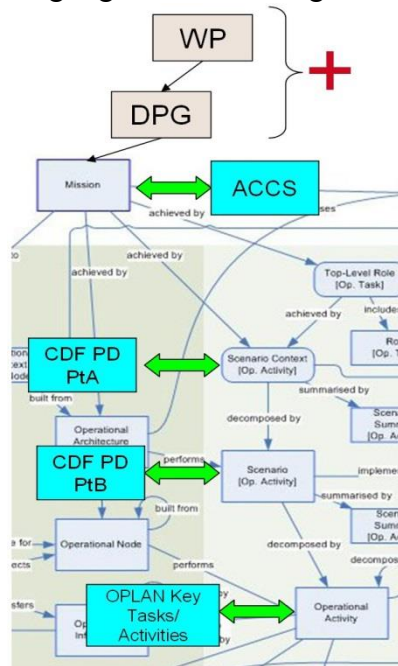 WP
DPG
+
Mission
ACCS
achieved by
Top-Level Role
[Op. Task]
achieved by
achieved by
achieved by
includes
CDF PD
PtA
Scenario Context
[Op. Activity]
built from
summarised by
Operational
Architecture
decomposed by
CDF PD
PtB
performs
Scenario
[Op. Activity]
built from
summarised by
Operational Node
decomposed by
performs
OPLAN Key
Tasks/
Activities
Operational
Activity